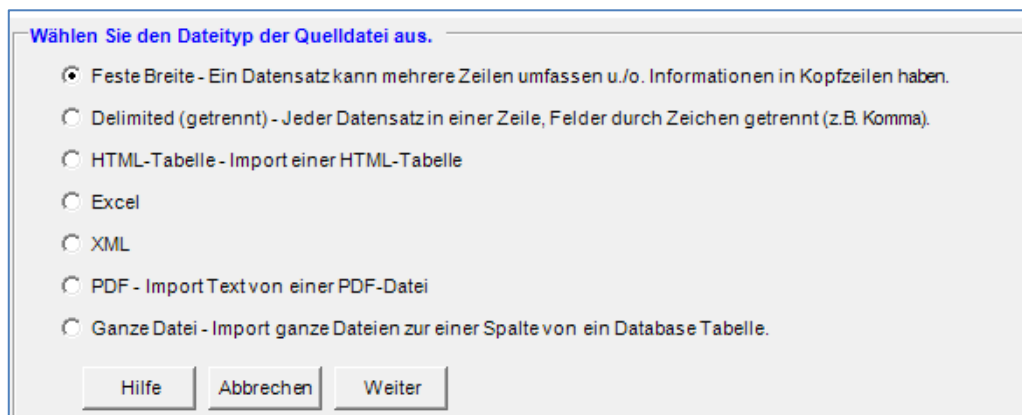 Wählen Sie den Dateityp der Quelldatei aus.
Feste Breite - Ein Datensatz kann mehrere Zeilen umfassen u./o. Informationen in Kopfzeilen haben.
Delimited (getrennt) - Jeder Datensatz in einer Zeile, Felder durch Zeichen getrennt (z.B. Komma).
HTML-Tabelle - Import einer HTML-Tabelle
Excel
XML
PDF - Import Text von einer PDF-Datei
Ganze Datei - Import ganze Dateien zur einer Spalte von ein Database Tabelle.
Hilfe Abbrechen Weiter